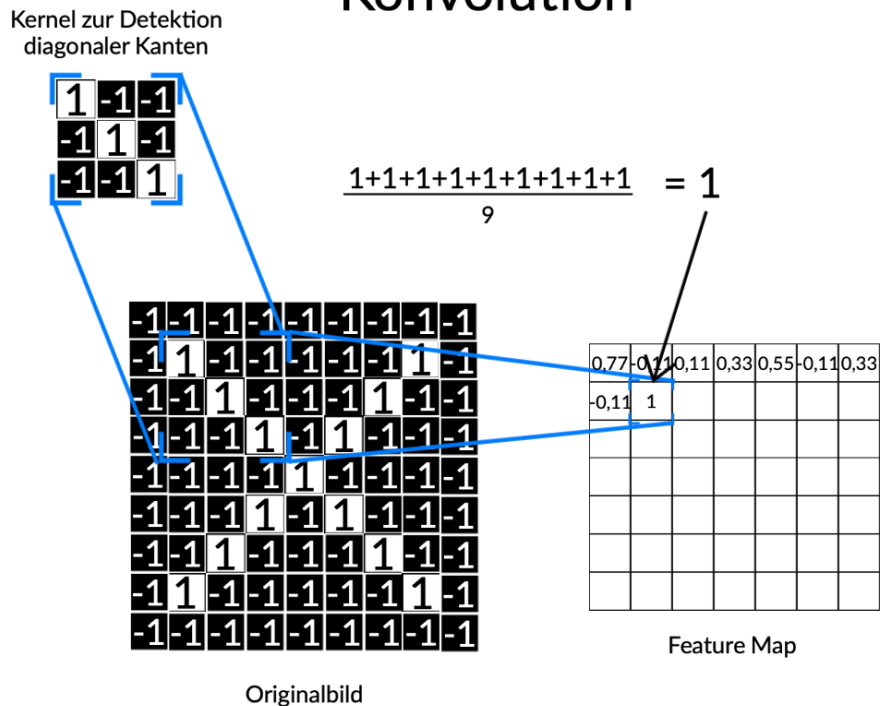 Konvolution
Kernel zur Detektion
diagonaler Kanten
1 -1 -1
-1 1 -1
-1 -1 1
1+1+1+1+1+1+1+1+1
9
= 1
-1 -1 -1 -1 -1 -1 -1 -1 -1
-1 1 -1 -1 -1 -1 -1 1 -1
-1 -1 1 -1 -1 -1 1 -1 -1
-1 -1 -1 1 -1 1 -1 -1 -1
-1 -1 -1 -1 1 -1 -1 -1 -1
-1 -1 -1 1 -1 1 -1 -1 -1
-1 -1 1 -1 -1 -1 1 -1 -1
-1 1 -1 -1 -1 -1 -1 1 -1
-1 -1 -1 -1 -1 -1 -1 -1 -1
Originalbild
0,77 -0,11 0,11 0,33 0,55 -0,11 0,33
-0,11 1
Feature Map